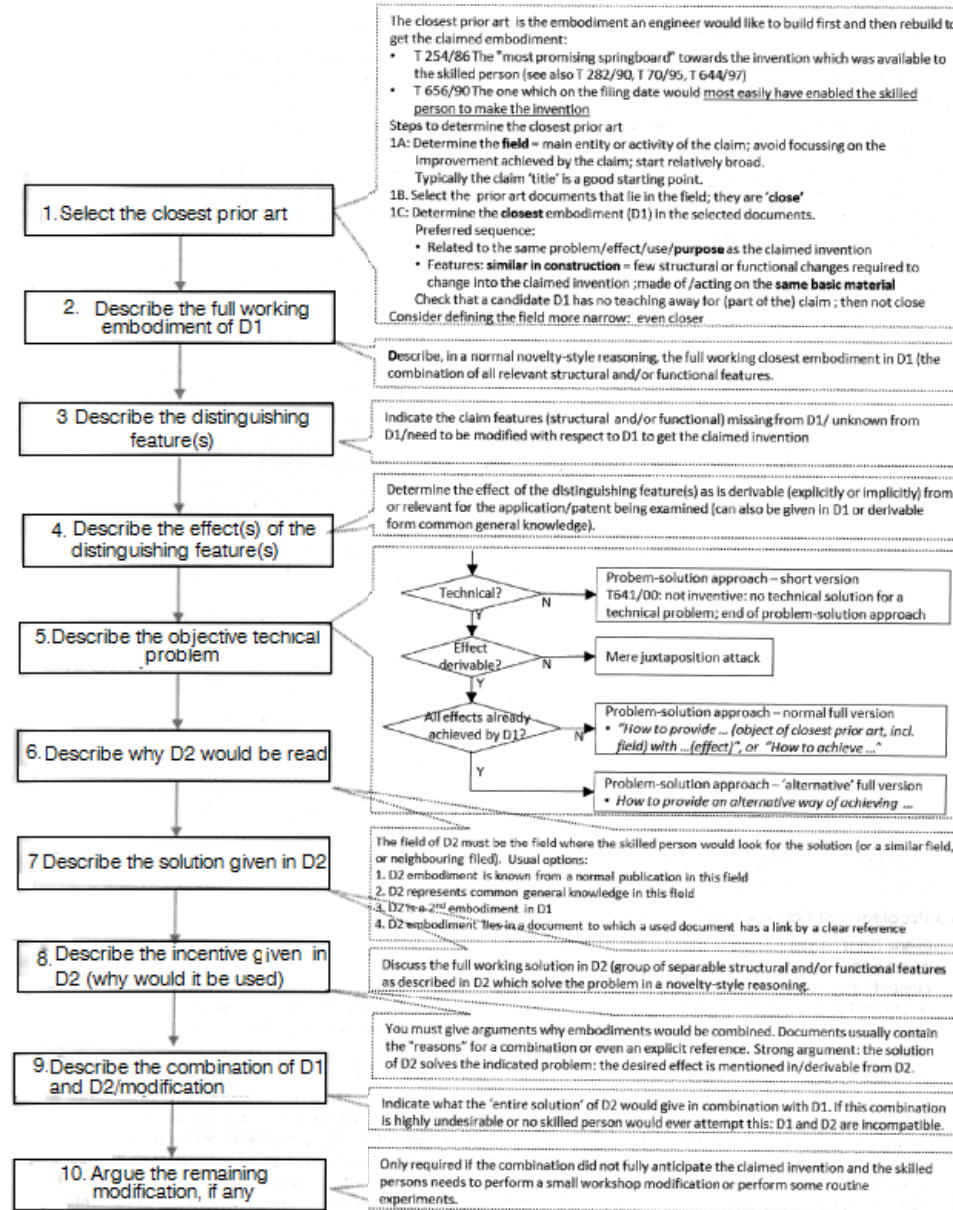 The closest prior art is the embodiment an engineer would like to build first and then rebuild to
get the claimed embodiment:
• T 254/86 The "most promising springboard" towards the invention which was available to
the skilled person (see also T 282/90, T 70/95, T 644/97)
• T 656/90 The one which on the filing date would most easily have enabled the skilled
person to make the invention
Steps to determine the closest prior art
1A: Determine the field = main entity or activity of the claim; avoid focussing on the
improvement achieved by the claim; start relatively broad.
Typically the claim 'title' is a good starting point.
1B. Select the prior art documents that lie in the field; they are 'close'
1C: Determine the closest embodiment (D1) in the selected documents.
Preferred sequence:
• Related to the same problem/effect/use/purpose as the claimed invention
• Features: similar in construction = few structural or functional changes required to
change into the claimed invention ;made of /acting on the same basic material
Check that a candidate D1 has no teaching away for (part of the) claim ; then not close
Consider defining the field more narrow: even closer
1.Select the closest prior art
2. Describe the full working
embodiment of D1
Describe, in a normal novelty-style reasoning, the full working closest embodiment in D1 (the
combination of all relevant structural and/or functional features.
3 Describe the distinguishing
feature(s)
Indicate the claim features (structural and/or functional) missing from D1/ unknown from
D1/need to be modified with respect to D1 to get the claimed invention
4. Describe the effect(s) of the
distinguishing feature(s)
Determine the effect of the distinguishing feature(s) as is derivable (explicitly or implicitly) from
or relevant for the application/patent being examined (can also be given in D1 or derivable
form common general knowledge).
5.Describe the objective techical
problem
Technical?
N
Y
Probem-solution approach – short version
T641/00: not inventive: no technical solution for a
technical problem; end of problem-solution approach
Effect
derivable?
N
Y
Mere juxtaposition attack
All effects already
achieved by D1?
N
Y
Problem-solution approach – normal full version
• "How to provide ... (object of closest prior art, incl.
field) with ...(effect)", or "How to achieve ..."
Problem-solution approach – 'alternative' full version
• How to provide an alternative way of achieving ...
6. Describe why D2 would be read
The field of D2 must be the field where the skilled person would look for the solution (or a similar field,
or neighbouring filed). Usual options:
1. D2 embodiment is known from a normal publication in this field
2. D2 represents common general knowledge in this field
3. D2 is a 2nd embodiment in D1
4. D2 embodiment lies in a document to which a used document has a link by a clear reference
7 Describe the solution given in D2
Discuss the full working solution in D2 (group of separable structural and/or functional features
as described in D2 which solve the problem in a novelty-style reasoning.
8. Describe the incentive given in
D2 (why would it be used)
You must give arguments why embodiments would be combined. Documents usually contain
the "reasons" for a combination or even an explicit reference. Strong argument: the solution
of D2 solves the indicated problem: the desired effect is mentioned in/derivable from D2.
9. Describe the combination of D1
and D2/modification
Indicate what the 'entire solution' of D2 would give in combination with D1. If this combination
is highly undesirable or no skilled person would ever attempt this: D1 and D2 are incompatible.
10. Argue the remaining
modification, if any
Only required if the combination did not fully anticipate the claimed invention and the skilled
persons needs to perform a small workshop modification or perform some routine
experiments.